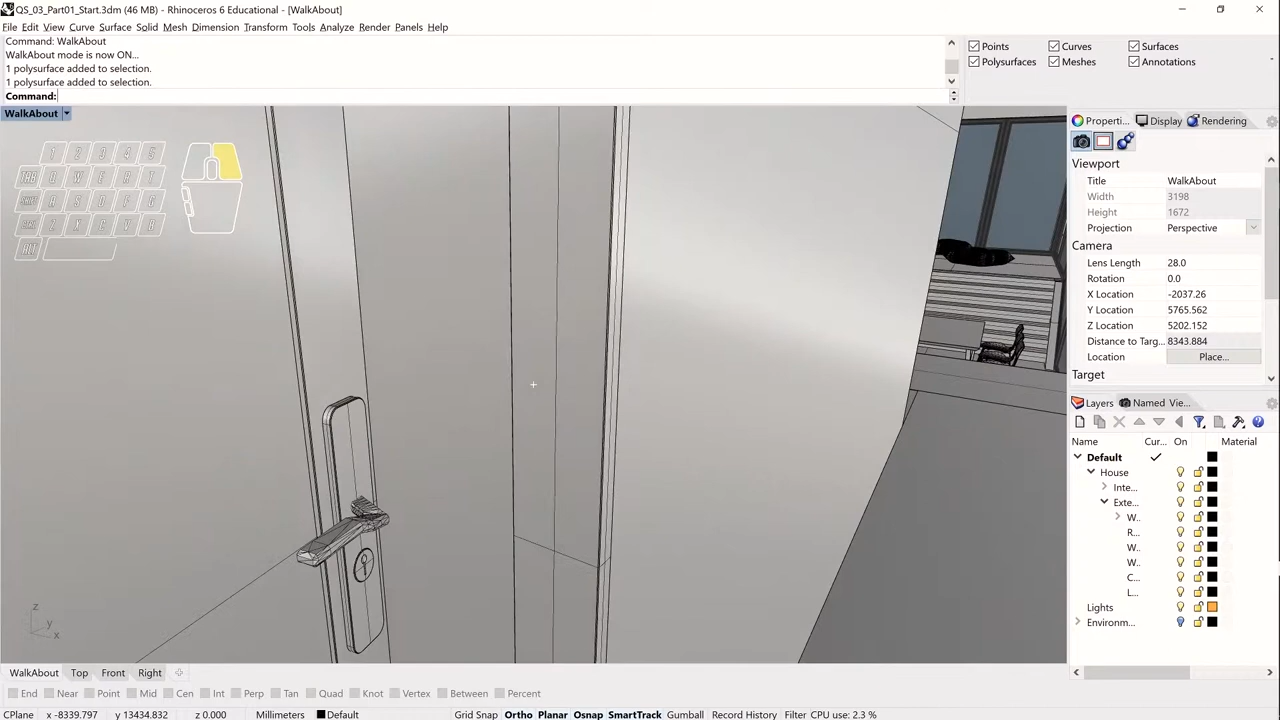 QS_03_Part01_Start.3dm (46 MB) - Rhinoceros 6 Educational - [WalkAbout]
File Edit View Curve Surface Solid Mesh Dimension Transform Tools Analyze Render Panels Help
Command: WalkAbout
WalkAbout mode is now ON...
1 polysurface added to selection.
1 polysurface added to selection.
Command:
Points Curves Surfaces
Polysurfaces Meshes Annotations
WalkAbout
1 2 3 4 5
TAB Q W E R T
A S D F G
Z X C V B
ALT
Properti... Display Rendering
Viewport
Title WalkAbout
Width 3198
Height 1672
Projection Perspective
Camera
Lens Length 28.0
Rotation 0.0
X Location -2037.26
Y Location 5765.562
Z Location 5202.152
Distance to Targ... 8343.884
Location Place...
Target
Layers Named Vie...
Name Cur... On Material
Default
House
Inte...
Exte...
W..
R...
W..
W..
C...
L...
Lights
Environm...
z
y
x
WalkAbout Top Front Right
End Near Point Mid Cen Int Perp Tan Quad Knot Vertex Between Percent
CPlane x -8339.797 y 13434.832 z 0.000 Millimeters Default Grid Snap Ortho Planar Osnap SmartTrack Gumball Record History Filter CPU use: 2.3 %